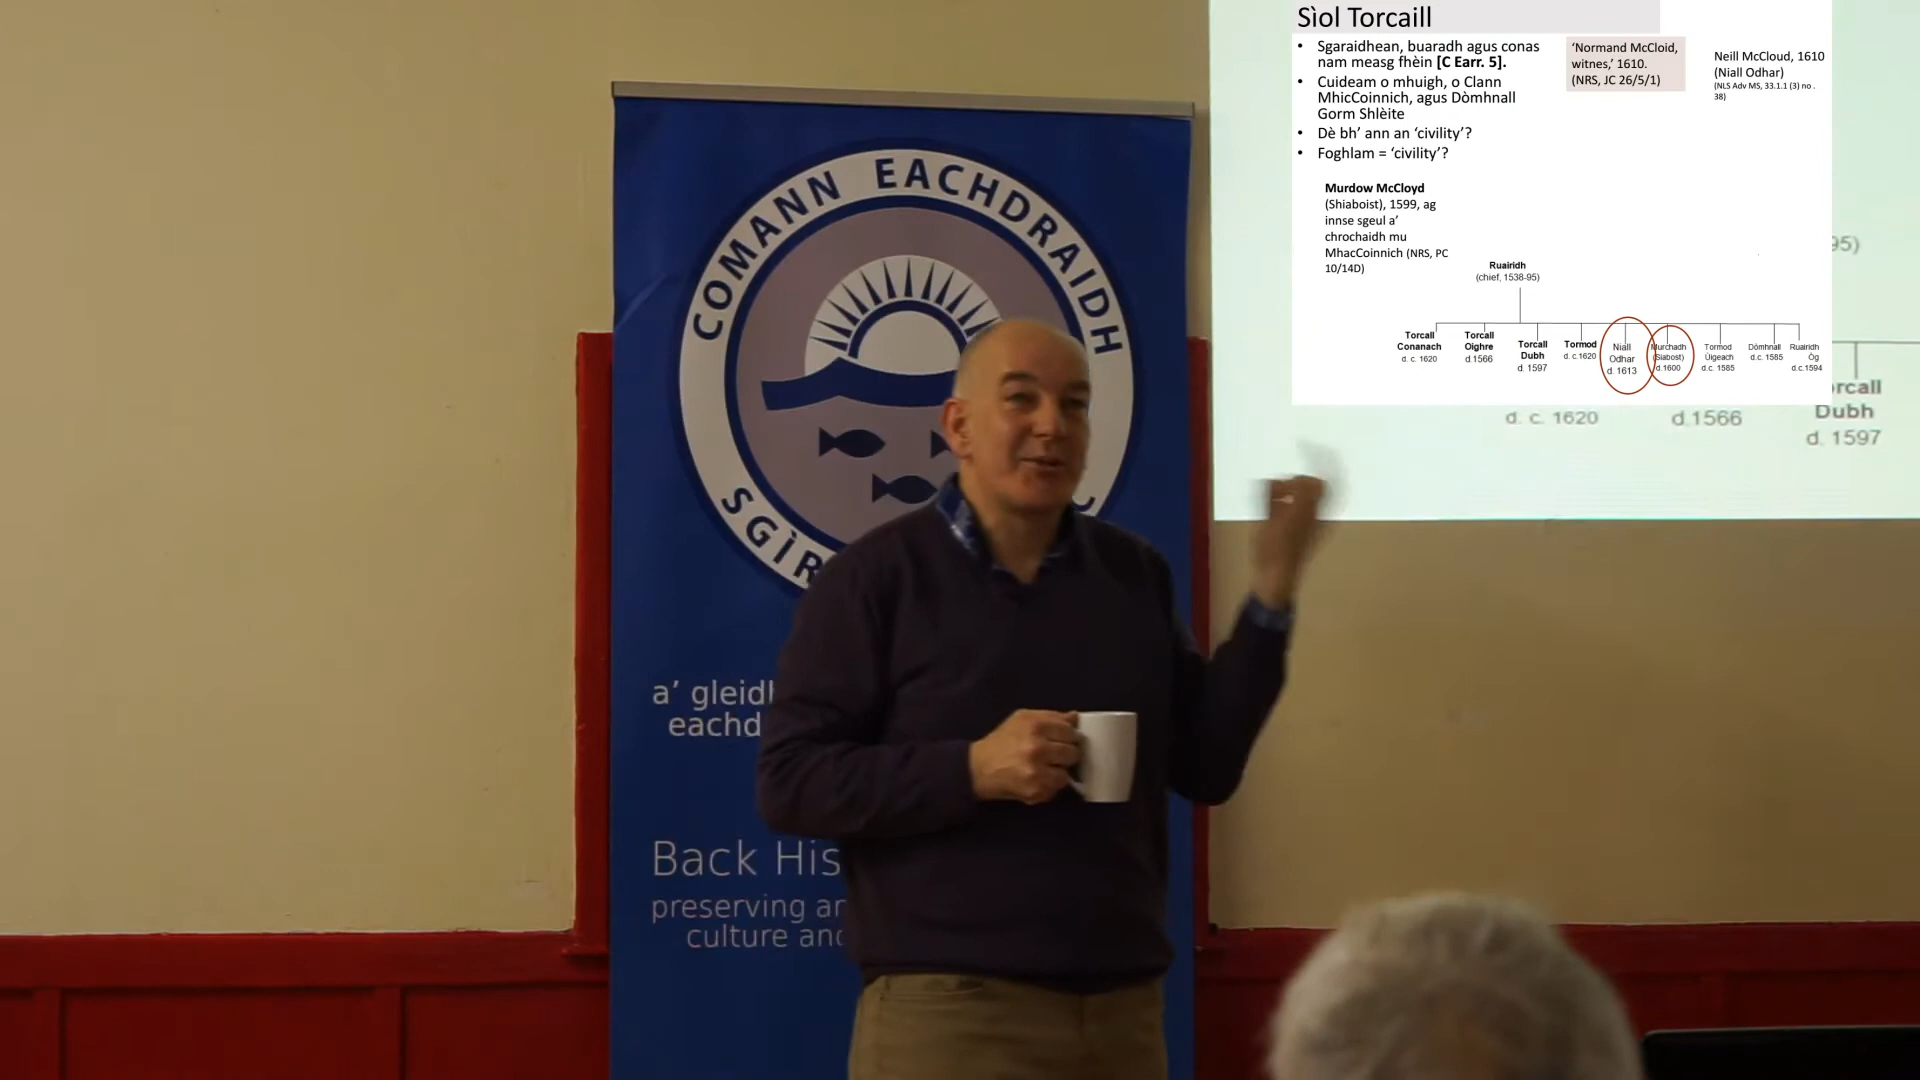 Sìol Torcaill
• Sgaraidhean, buaradh agus conas
nam measg fhèin [C Earr. 5].
• Cuideam o mhuigh, o Clann
MhicCoinnich, agus Dòmhnall
Gorm Shlèite
• Dè bh’ ann an ‘civility’?
• Foghlam = ‘civility’?
‘Normand McCloid,
witnes,’ 1610.
(NRS, JC 26/5/1)
Neill McCloud, 1610
(Niall Odhar)
(NLS Adv MS, 33.1.1 (3) no .
38)
Murdow McCloyd
(Shiaboist), 1599, ag
innse sgeul a’
chrochaidh mu
MhacCoinnich (NRS, PC
10/14D)
Ruairidh
(chief, 1538-95)
Torcall
Conanach
d. c. 1620
Torcall
Oighre
d.1566
Torcall
Dubh
d. 1597
Tormod
d. c.1620
Niall
Odhar
d. 1613
Murchadh
(Siabost)
d.1600
Tormod
Ùigeach
d.c. 1585
Dòmhnall
d.c. 1585
Ruairidh
Òg
d.c.1594
95)
rcall
Dubh
d. 1597
d. c. 1620
d.1566
COMANN EACHDRAIDH
SGÌR
a’ gleidh
eachd
Back His
preserving an
culture and